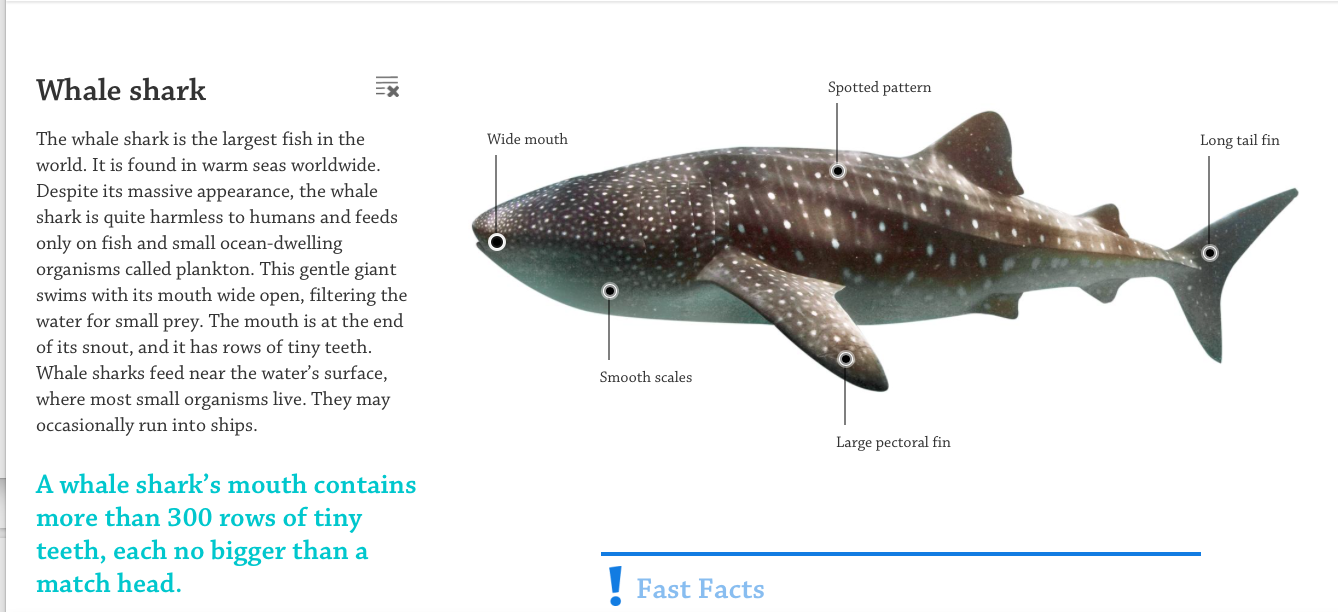 Whale shark
The whale shark is the largest fish in the
world. It is found in warm seas worldwide.
Despite its massive appearance, the whale
shark is quite harmless to humans and feeds
only on fish and small ocean-dwelling
organisms called plankton. This gentle giant
swims with its mouth wide open, filtering the
water for small prey. The mouth is at the end
of its snout, and it has rows of tiny teeth.
Whale sharks feed near the water's surface,
where most small organisms live. They may
occasionally run into ships.
A whale shark's mouth contains
more than 300 rows of tiny
teeth, each no bigger than a
match head.
Spotted pattern
Wide mouth
Long tail fin
Smooth scales
Large pectoral fin
! Fast Facts